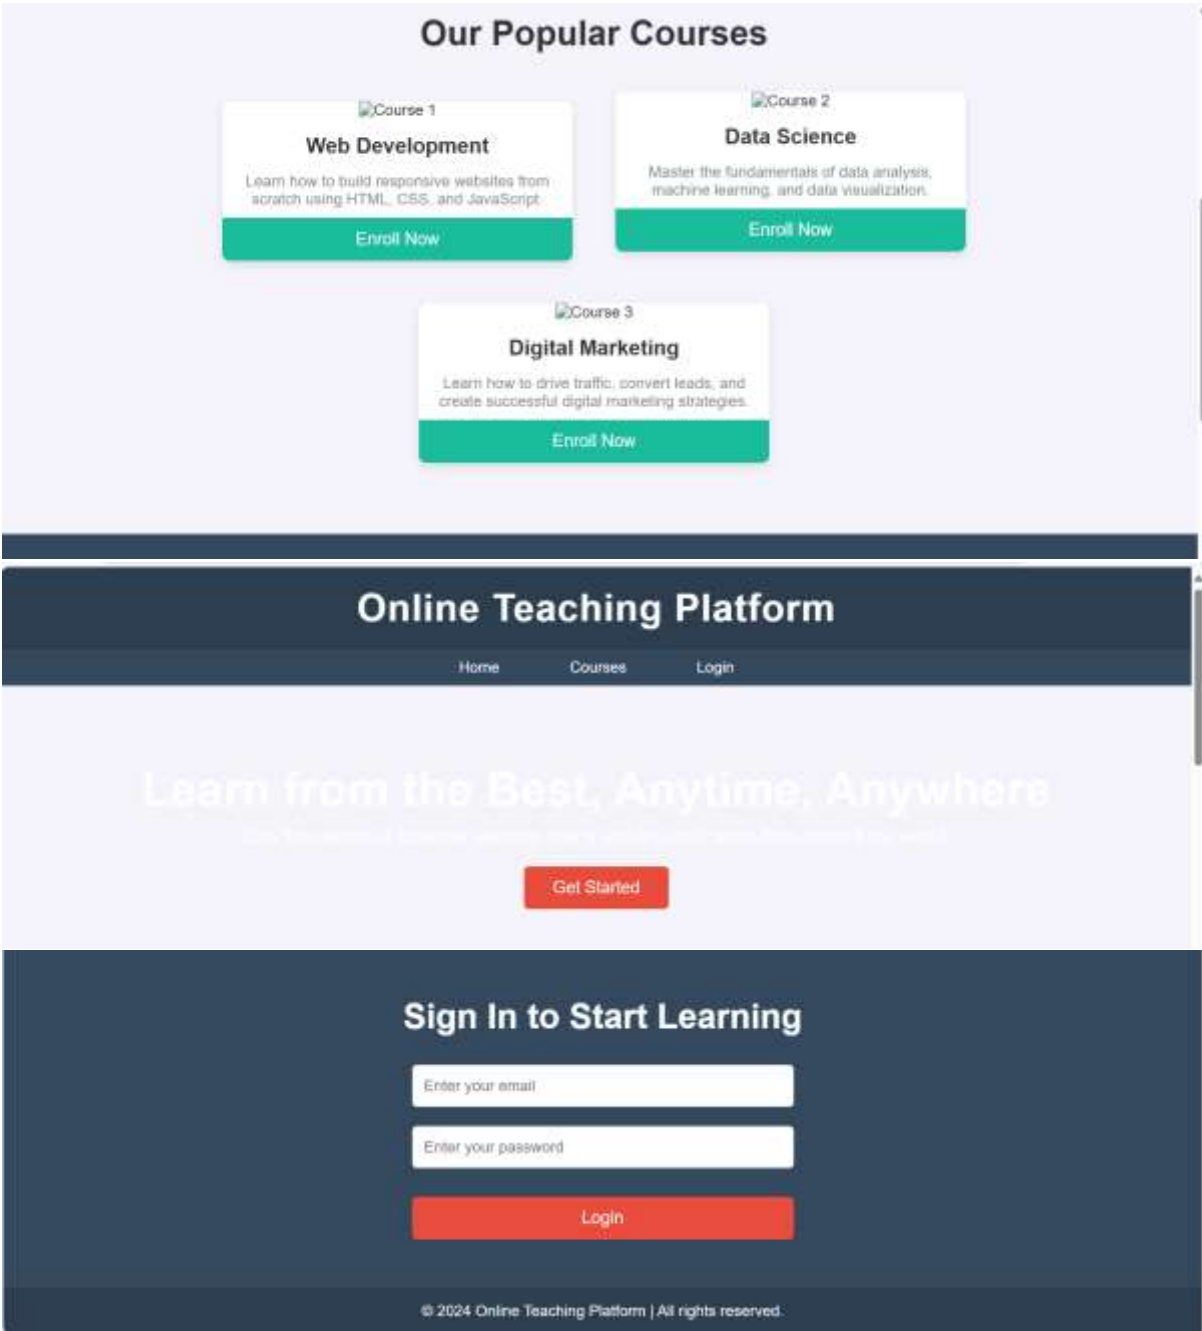 Our Popular Courses
Course 1
Web Development
Learn how to build responsive websites from
scratch using HTML, CSS, and JavaScript
Enroll Now
Course 2
Data Science
Master the fundamentals of data analysis,
machine learning, and data visualization.
Enroll Now
Course 3
Digital Marketing
Learn how to drive traffic, convert leads, and
create successful digital marketing strategies.
Enroll Now
Online Teaching Platform
Home Courses Login
Learn from the Best, Anytime, Anywhere
Get Started
Sign In to Start Learning
Enter your email
Enter your password
Login
© 2024 Online Teaching Platform | All rights reserved.